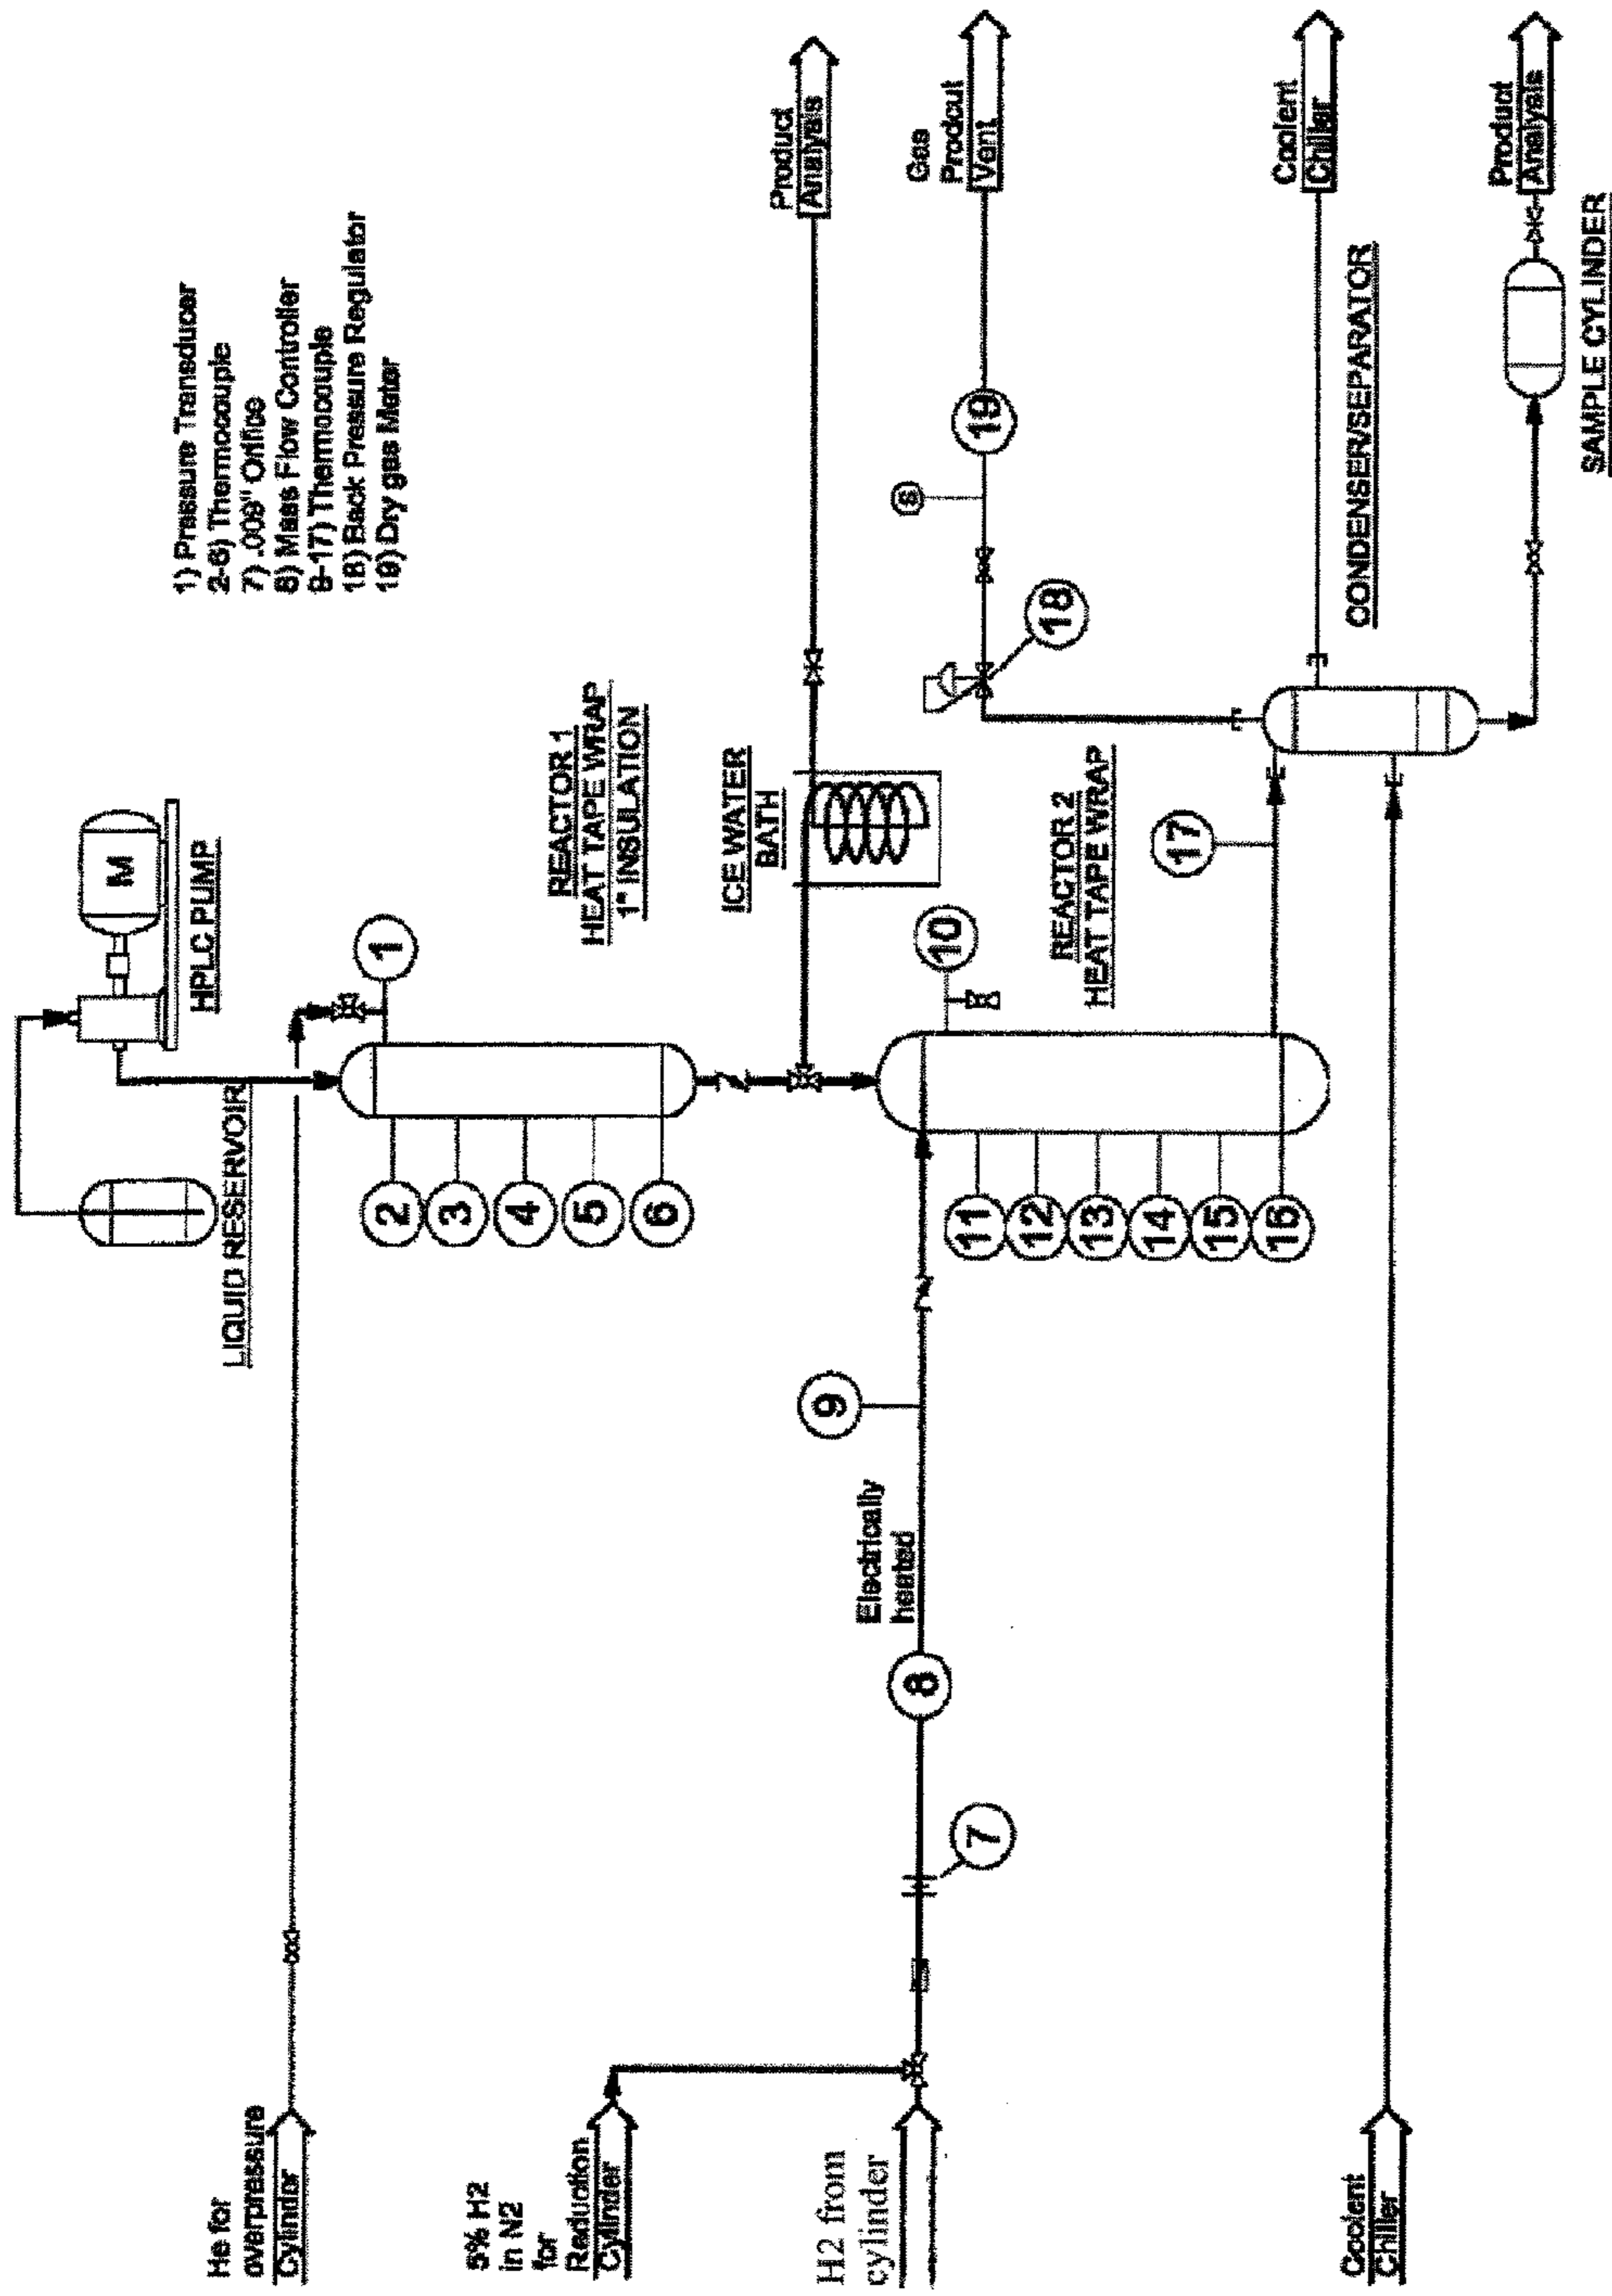 1) Pressure Transducer
2-6) Thermocouple
7) .009" Orifice
8) Mass Flow Controller
9-17) Thermocouple
18) Back Pressure Regulator
19) Dry gas Meter
M
HPLC PUMP
LIQUID RESERVOIR
1
2
3
4
5
6
REACTOR 1
HEAT TAPE WRAP
1" INSULATION
He for
overpressure
Cylinder
5% H2
in N2
for
Reduction
Cylinder
H2 from
cylinder
7
8
Electrically
heated
9
ICE WATER
BATH
Product
Analysis
10
11
12
13
14
15
16
REACTOR 2
HEAT TAPE WRAP
17
18
S
19
Gas
Prodcut
Vent
Coolent
Chiller
CONDENSER/SEPARATOR
Coolent
Chiller
Product
Analysis
SAMPLE CYLINDER